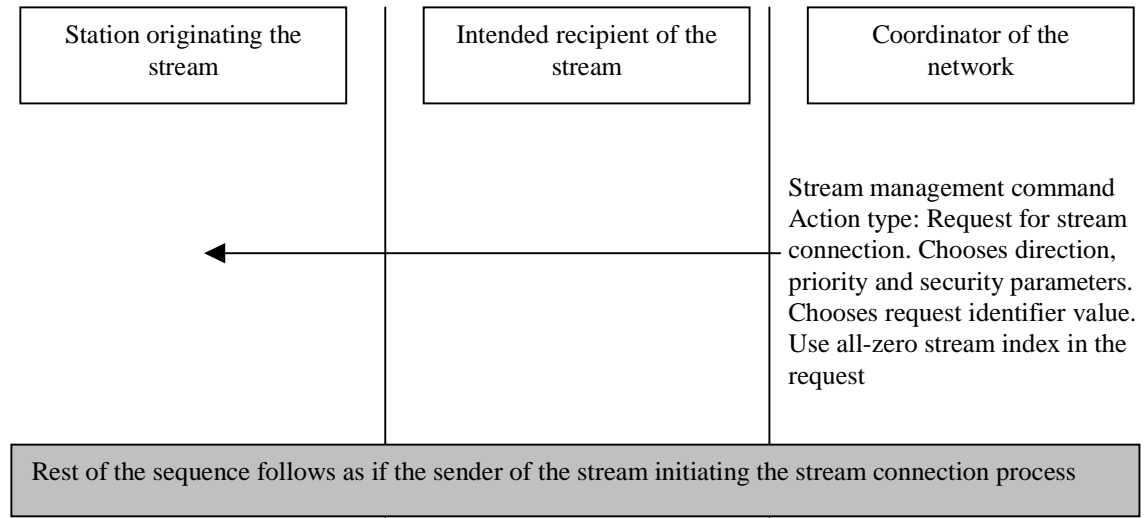 Station originating the
stream
Intended recipient of the
stream
Coordinator of the
network
Stream management command
Action type: Request for stream
connection. Chooses direction,
priority and security parameters.
Chooses request identifier value.
Use all-zero stream index in the
request
Rest of the sequence follows as if the sender of the stream initiating the stream connection process